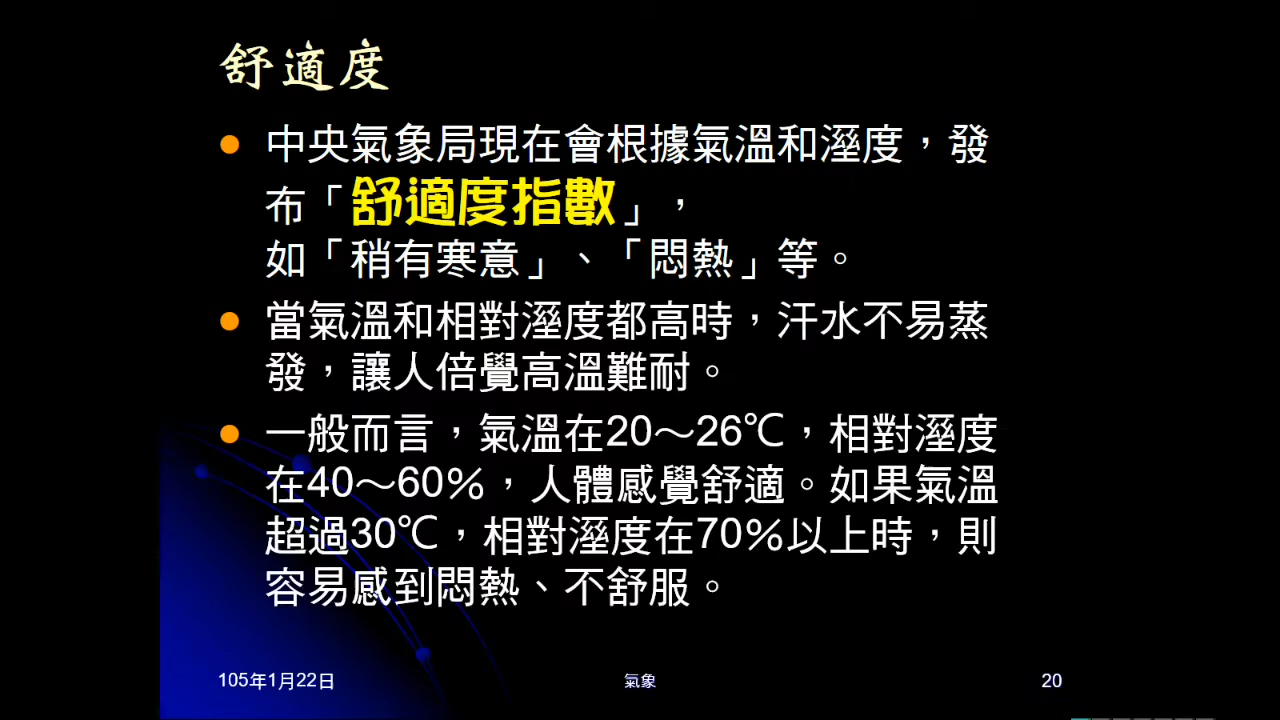 舒適度
中央氣象局現在會根據氣溫和溼度，發
布「舒適度指數」，
如「稍有寒意」、「悶熱」等。
當氣溫和相對溼度都高時，汗水不易蒸
發，讓人倍覺高溫難耐。
一般而言，氣溫在20～26℃，相對溼度
在40～60%，人體感覺舒適。如果氣溫
超過30℃，相對溼度在70%以上時，則
容易感到悶熱、不舒服。
105年1月22日
氣象
20